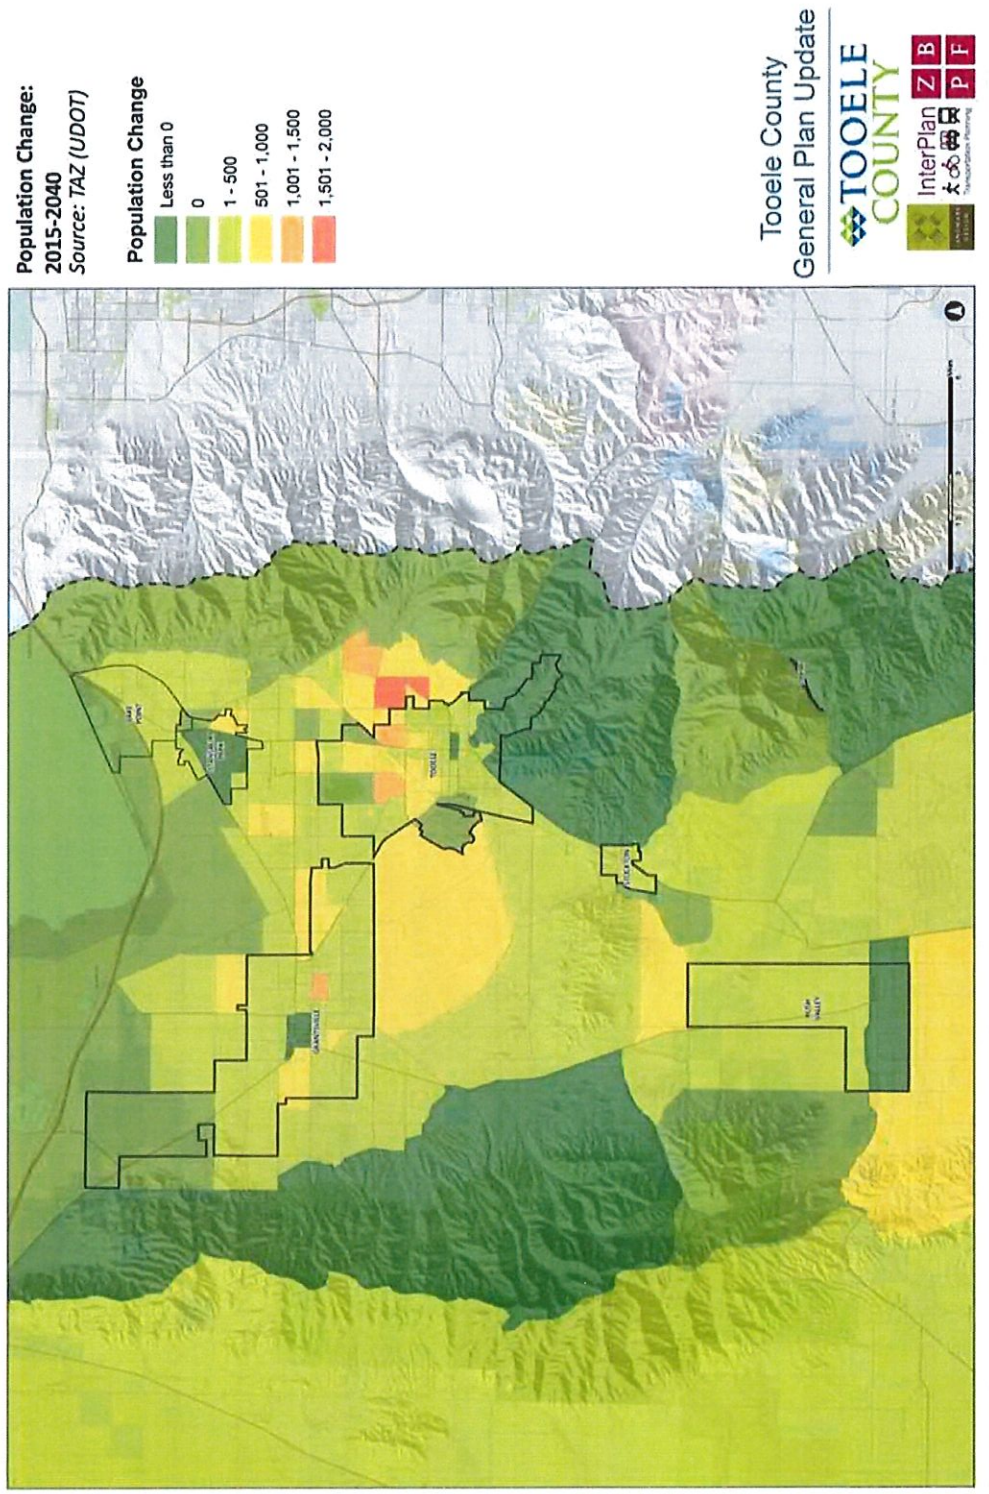 Population Change:
2015-2040
Source: TAZ (UDOT)
Population Change
Less than 0
0
1 - 500
501 - 1,000
1,001 - 1,500
1,501 - 2,000
LAKE
POINT
TOOELE
GRANTSVILLE
STOCKTON
RUSH
VALLEY
Tooele County
General Plan Update
TOOELE
COUNTY
InterPlan
Transportation Planning
Z B
P F